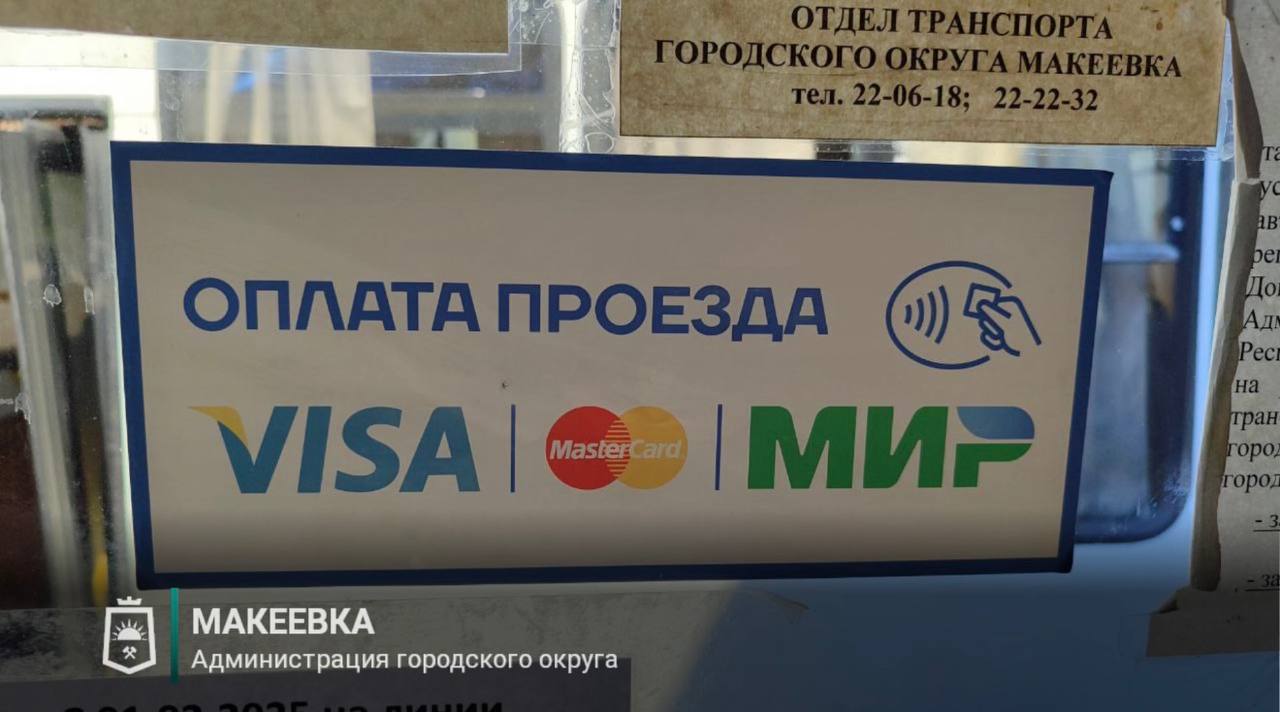 ОТДЕЛ ТРАНСПОРТА
ГОРОДСКОГО ОКРУГА МАКЕЕВКА
тел. 22-06-18; 22-22-32
ОПЛАТА ПРОЕЗДА
VISA
MasterCard
МИР
на
МАКЕЕВКА
Администрация городского округа